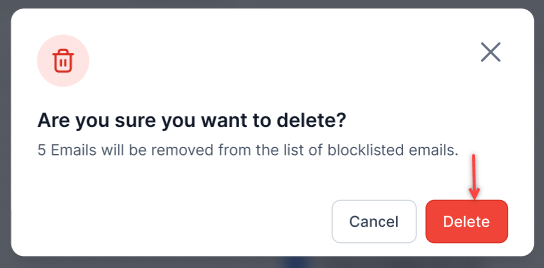 Are you sure you want to delete?
5 Emails will be removed from the list of blocklisted emails.
Cancel Delete